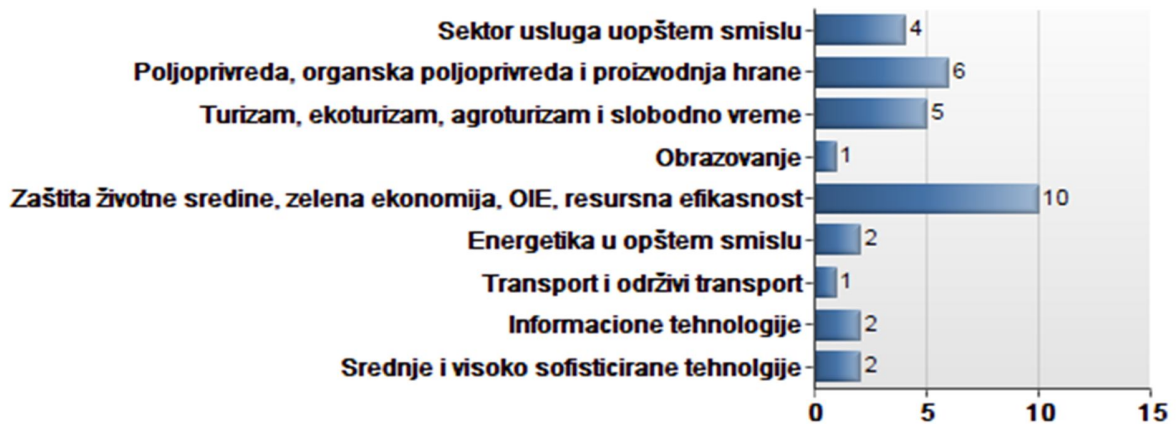 Sektor usluga uopštem smislu 4
Poljoprivreda, organska poljoprivreda i proizvodnja hrane 6
Turizam, ekoturizam, agroturizam i slobodno vreme 5
Obrazovanje 1
Zaštita životne sredine, zelena ekonomija, OIE, resursna efikasnost 10
Energetika u opštem smislu 2
Transport i održivi transport 1
Informacione tehnologije 2
Srednje i visoko sofisticirane tehnolgije 2
0 5 10 15